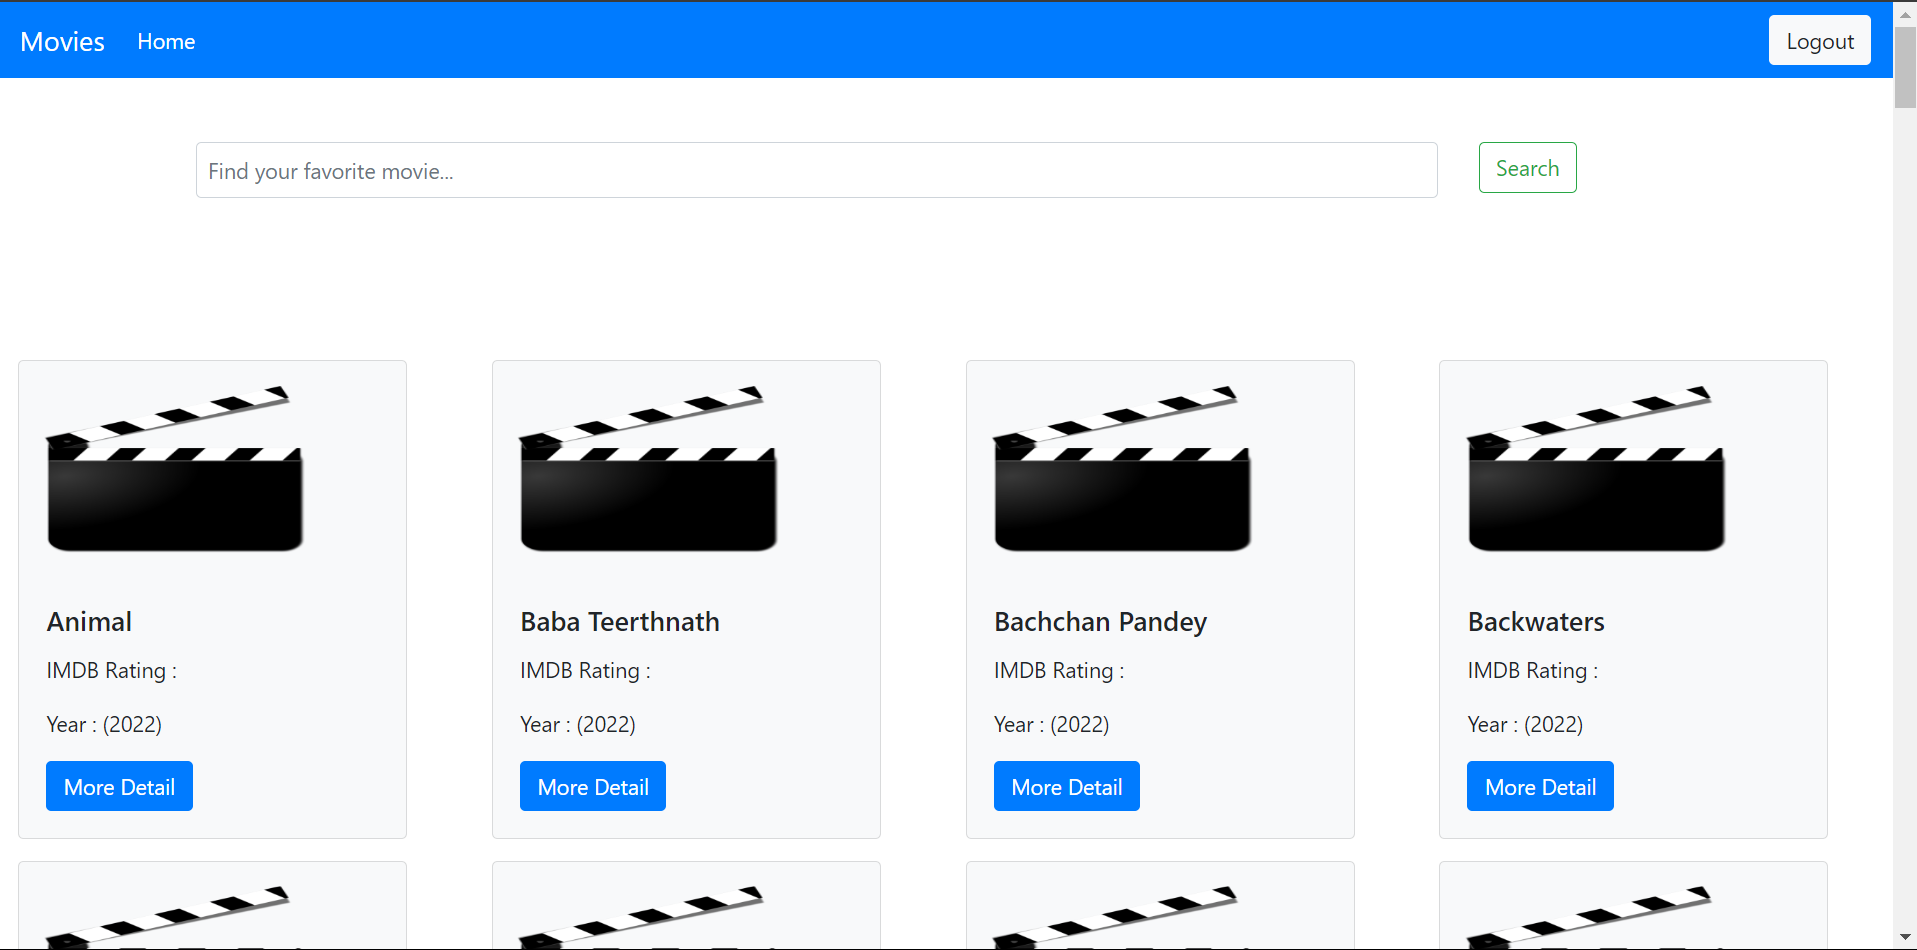 Movies Home Logout
Find your favorite movie... Search
Animal
IMDB Rating :
Year : (2022)
More Detail
Baba Teerthnath
IMDB Rating :
Year : (2022)
More Detail
Bachchan Pandey
IMDB Rating :
Year : (2022)
More Detail
Backwaters
IMDB Rating :
Year : (2022)
More Detail